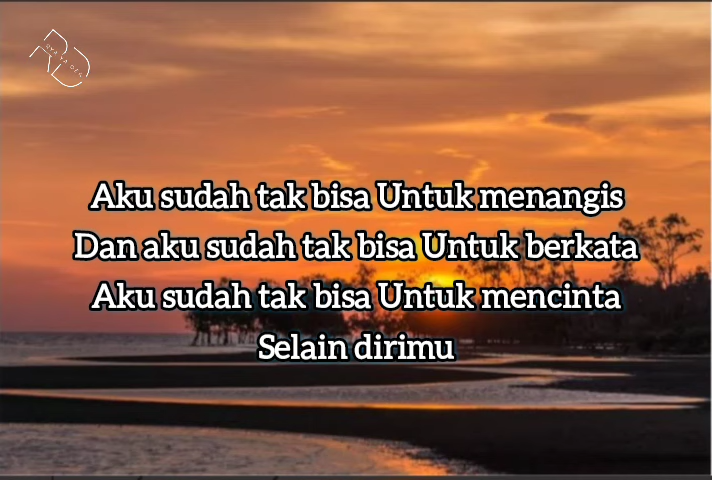 Aku sudah tak bisa Untuk menangis
Dan aku sudah tak bisa Untuk berkata
Aku sudah tak bisa Untuk mencinta
Selain dirimu